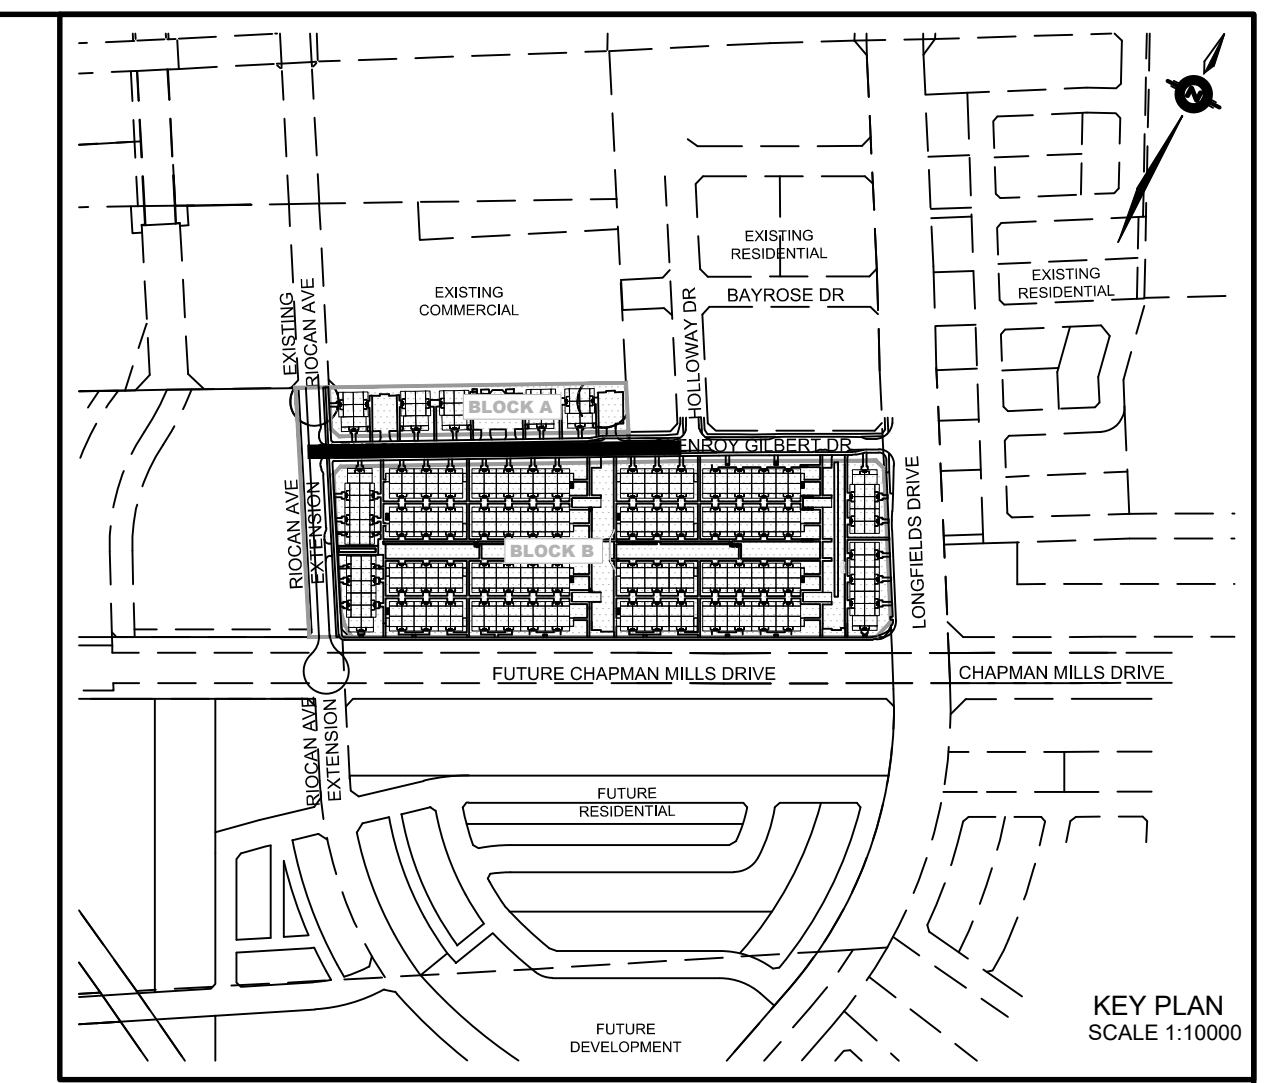 N
EXISTING
RESIDENTIAL
EXISTING
RESIDENTIAL
EXISTING
COMMERCIAL
BAYROSE DR
EXISTING
RIOCAN AVE
HOLLOWAY DR
BLOCK A
ENROY GILBERT DR
RIOCAN AVE
EXTENSION
BLOCK B
LONGFIELDS DRIVE
FUTURE CHAPMAN MILLS DRIVE
CHAPMAN MILLS DRIVE
RIOCAN AVE
EXTENSION
FUTURE
RESIDENTIAL
FUTURE
DEVELOPMENT
KEY PLAN
SCALE 1:10000